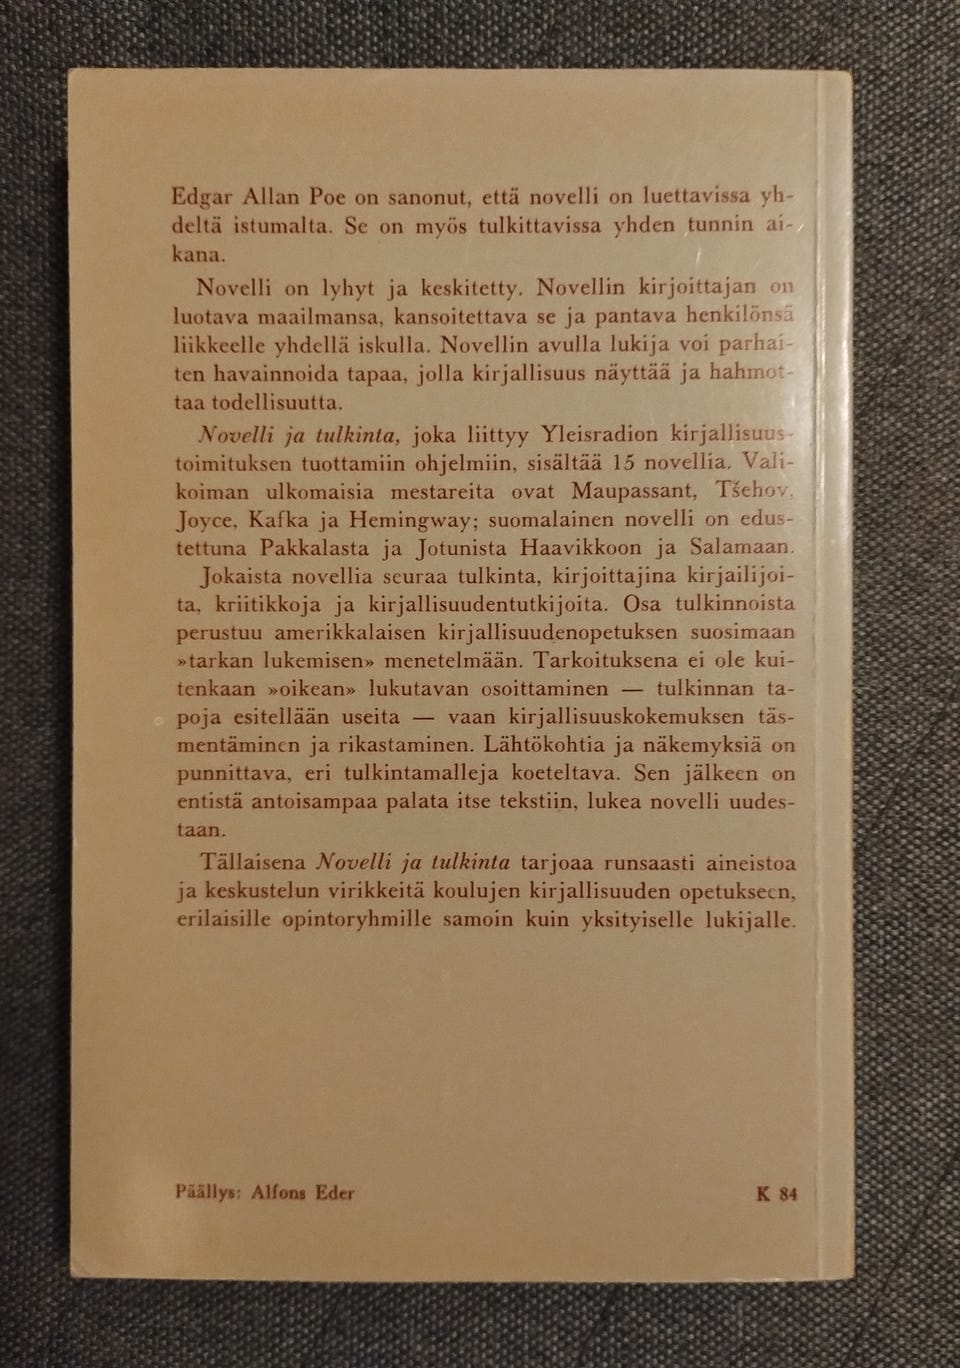 Edgar Allan Poe on sanonut, että novelli on luettavissa yh-
deltä istumalta. Se on myös tulkittavissa yhden tunnin ai-
kana.
Novelli on lyhyt ja keskitetty. Novellin kirjoittajan on
luotava maailmansa, kansoitettava se ja pantava henkilönsä
liikkeelle yhdellä iskulla. Novellin avulla lukija voi parhai-
ten havainnoida tapaa, jolla kirjallisuus näyttää ja hahmot-
taa todellisuutta.
Novelli ja tulkinta, joka liittyy Yleisradion kirjallisuus-
toimituksen tuottamiin ohjelmiin, sisältää 15 novellia. Vali-
koiman ulkomaisia mestareita ovat Maupassant, Tšehov,
Joyce, Kafka ja Hemingway; suomalainen novelli on edus-
tettuna Pakkalasta ja Jotunista Haavikkoon ja Salamaan.
Jokaista novellia seuraa tulkinta, kirjoittajina kirjailijoi-
ta, kriitikkoja ja kirjallisuudentutkijoita. Osa tulkinnoista
perustuu amerikkalaisen kirjallisuudenopetuksen suosimaan
»tarkan lukemisen» menetelmään. Tarkoituksena ei ole kui-
tenkaan »oikean» lukutavan osoittaminen — tulkinnan ta-
poja esitellään useita — vaan kirjallisuuskokemuksen täs-
mentäminen ja rikastaminen. Lähtökohtia ja näkemyksiä on
punnittava, eri tulkintamalleja koeteltava. Sen jälkeen on
entistä antoisampaa palata itse tekstiin, lukea novelli uudes-
taan.
Tällaisena Novelli ja tulkinta tarjoaa runsaasti aineistoa
ja keskustelun virikkeitä koulujen kirjallisuuden opetukseen,
erilaisille opintoryhmille samoin kuin yksityiselle lukijalle.
Päällys: Alfons Eder
K 84